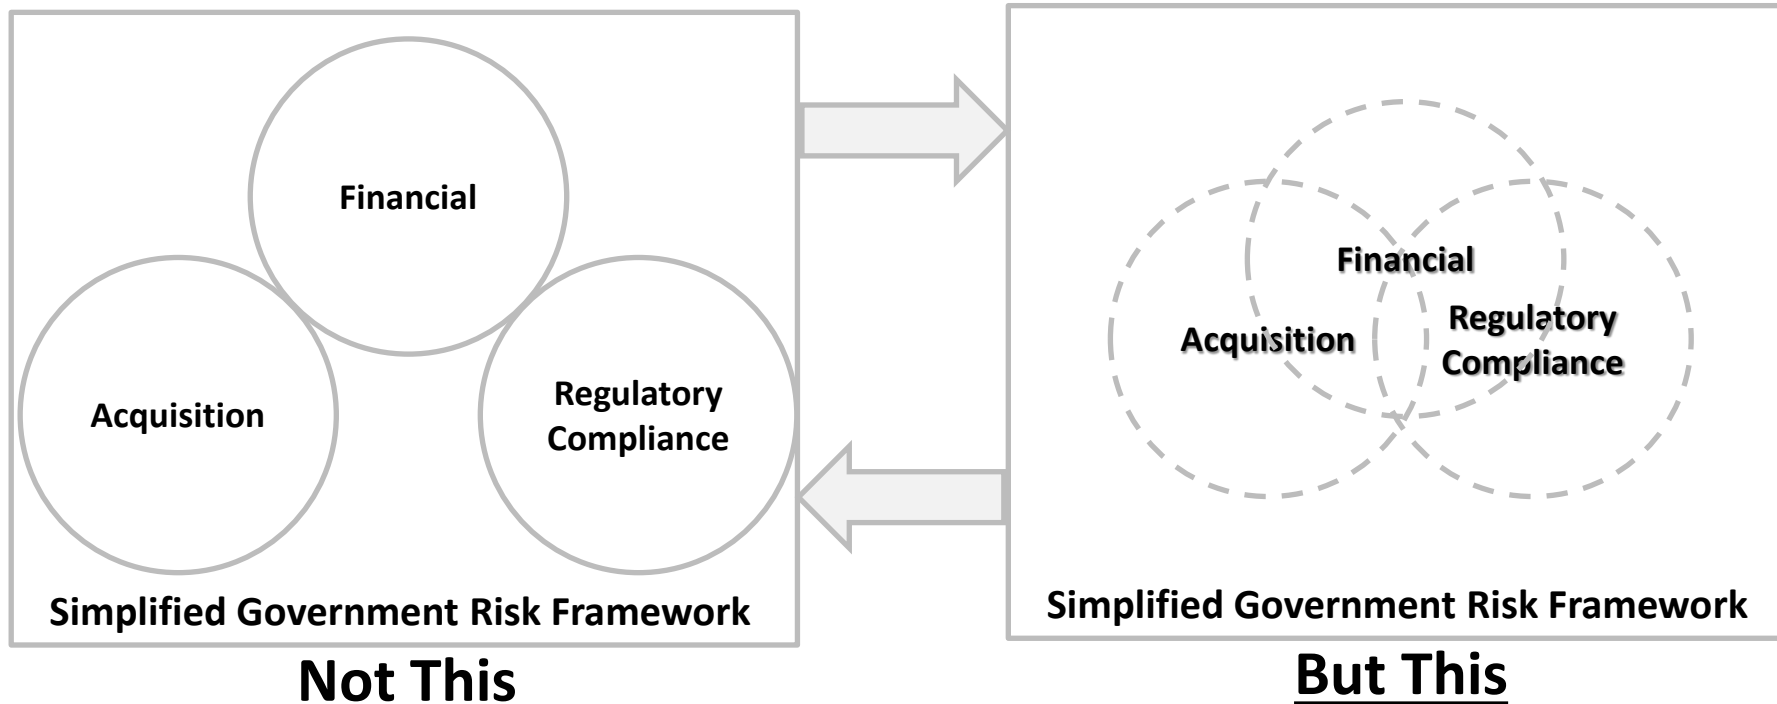 Financial
Acquisition
Regulatory
Compliance
Simplified Government Risk Framework
Not This
Financial
Acquisition
Regulatory
Compliance
Simplified Government Risk Framework
But This